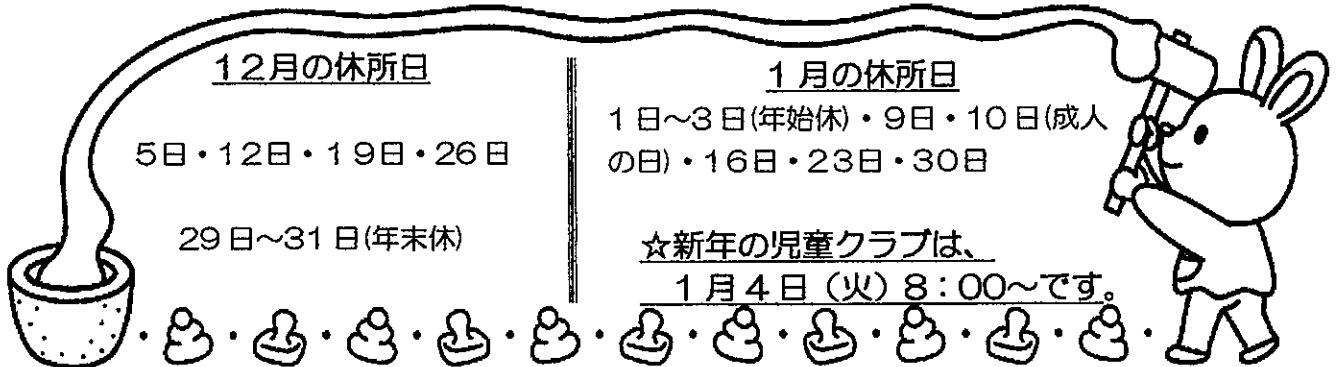 12月の休所日
5日・12日・19日・26日
29日～31日(年末休)
1月の休所日
1日～3日(年始休)・9日・10日(成人
の日)・16日・23日・30日
☆新年の児童クラブは、
1月4日（火）8：00～です。